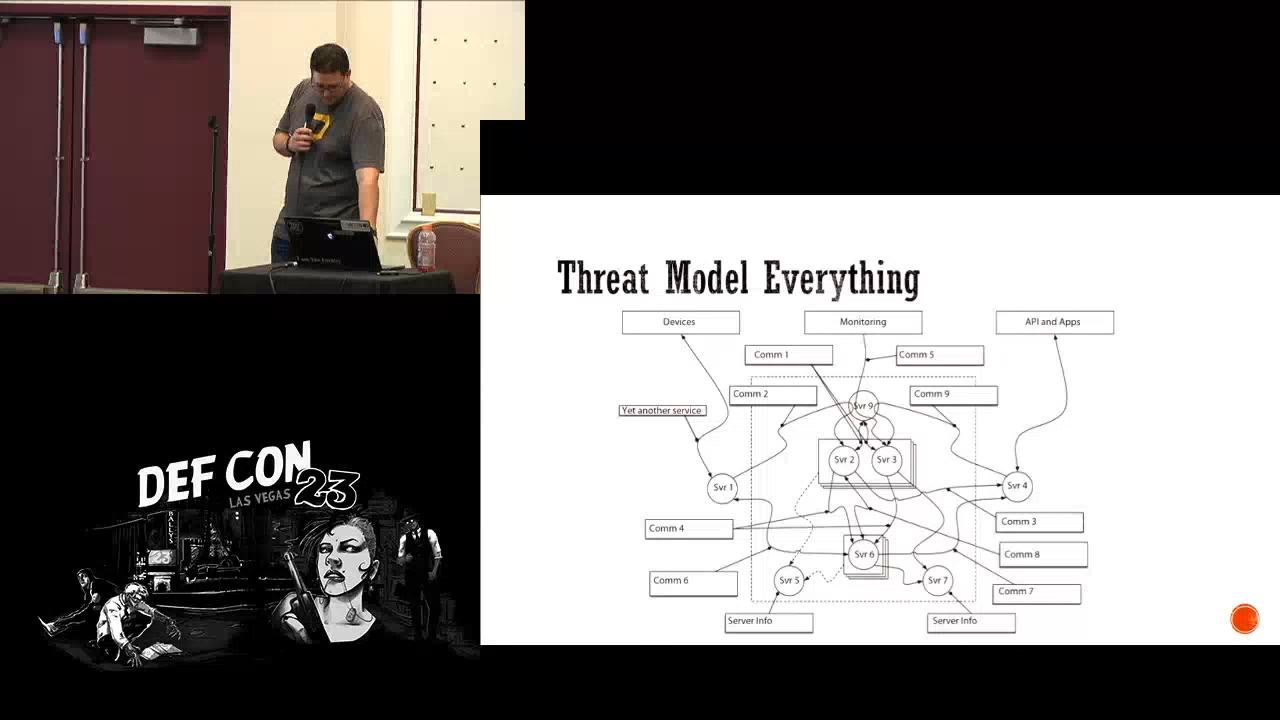 Threat Model Everything
Devices
Monitoring
API and Apps
Comm 1
Comm 5
Comm 2
Comm 9
Yet another service
Svr 9
Svr 2
Svr 3
Svr 1
Svr 4
Comm 4
Comm 3
Comm 8
Svr 6
Comm 6
Svr 5
Svr 7
Comm 7
Server Info
Server Info
DEF CON
LAS VEGAS 23
BALLY'S